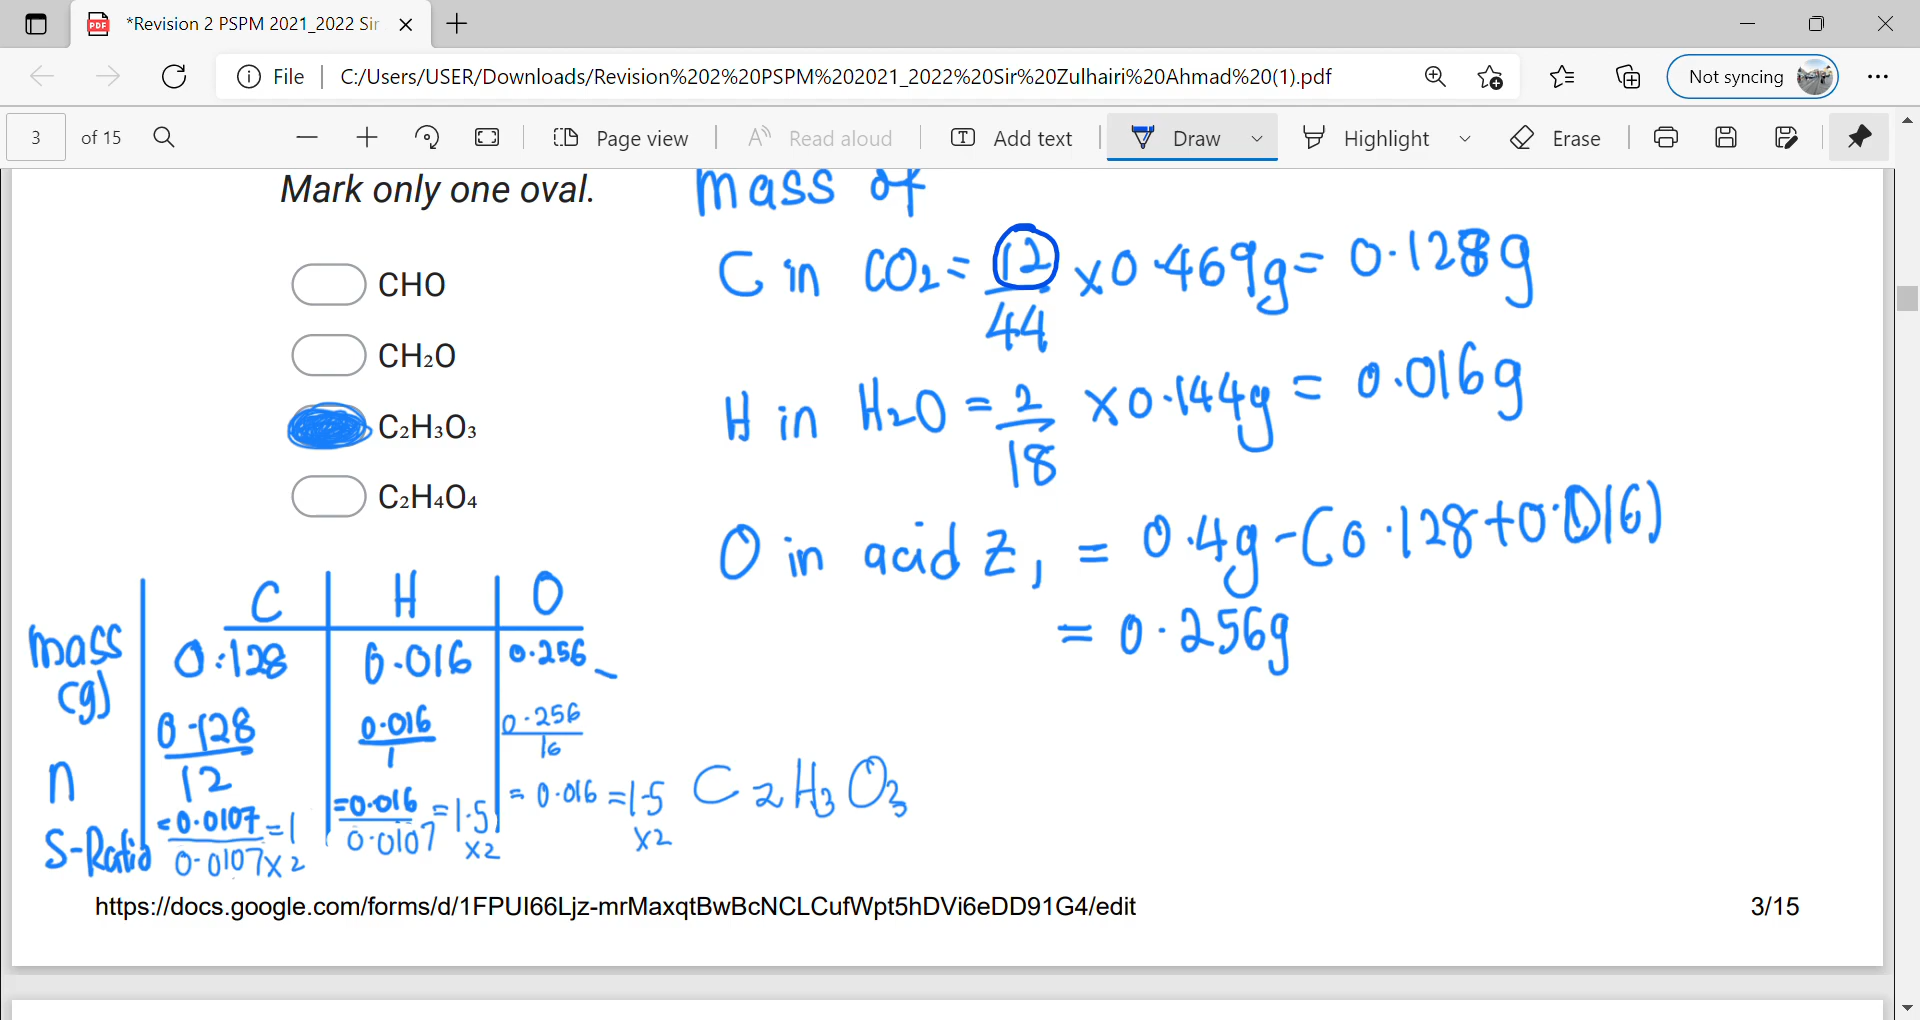 *Revision 2 PSPM 2021_2022 Sir
File | C:/Users/USER/Downloads/Revision%202%20PSPM%202021_2022%20Sir%20Zulhairi%20Ahmad%20(1).pdf
Not syncing
3 of 15
Page view
Read aloud
Add text
Draw
Highlight
Erase
Mark only one oval.
mass of
CHO
C in CO2 = 12/44 x 0.469g = 0.128g
CH2O
H in H2O = 2/18 x 0.144g = 0.016g
C2H3O3
C2H4O4
O in acid Z, = 0.4g - (0.128 + 0.016)
= 0.256g
C H O
mass (g) 0.128 0.016 0.256
n 0.128/12 0.016/1 0.256/16
= 0.0107 = 0.016 = 0.016 = 1.5 x2
S-Ratio 0.0107 = 1 x2 0.0107 = 1.5 x2
C2H3O3
https://docs.google.com/forms/d/1FPUI66Ljz-mrMaxqtBwBcNCLCufWpt5hDVi6eDD91G4/edit
3/15